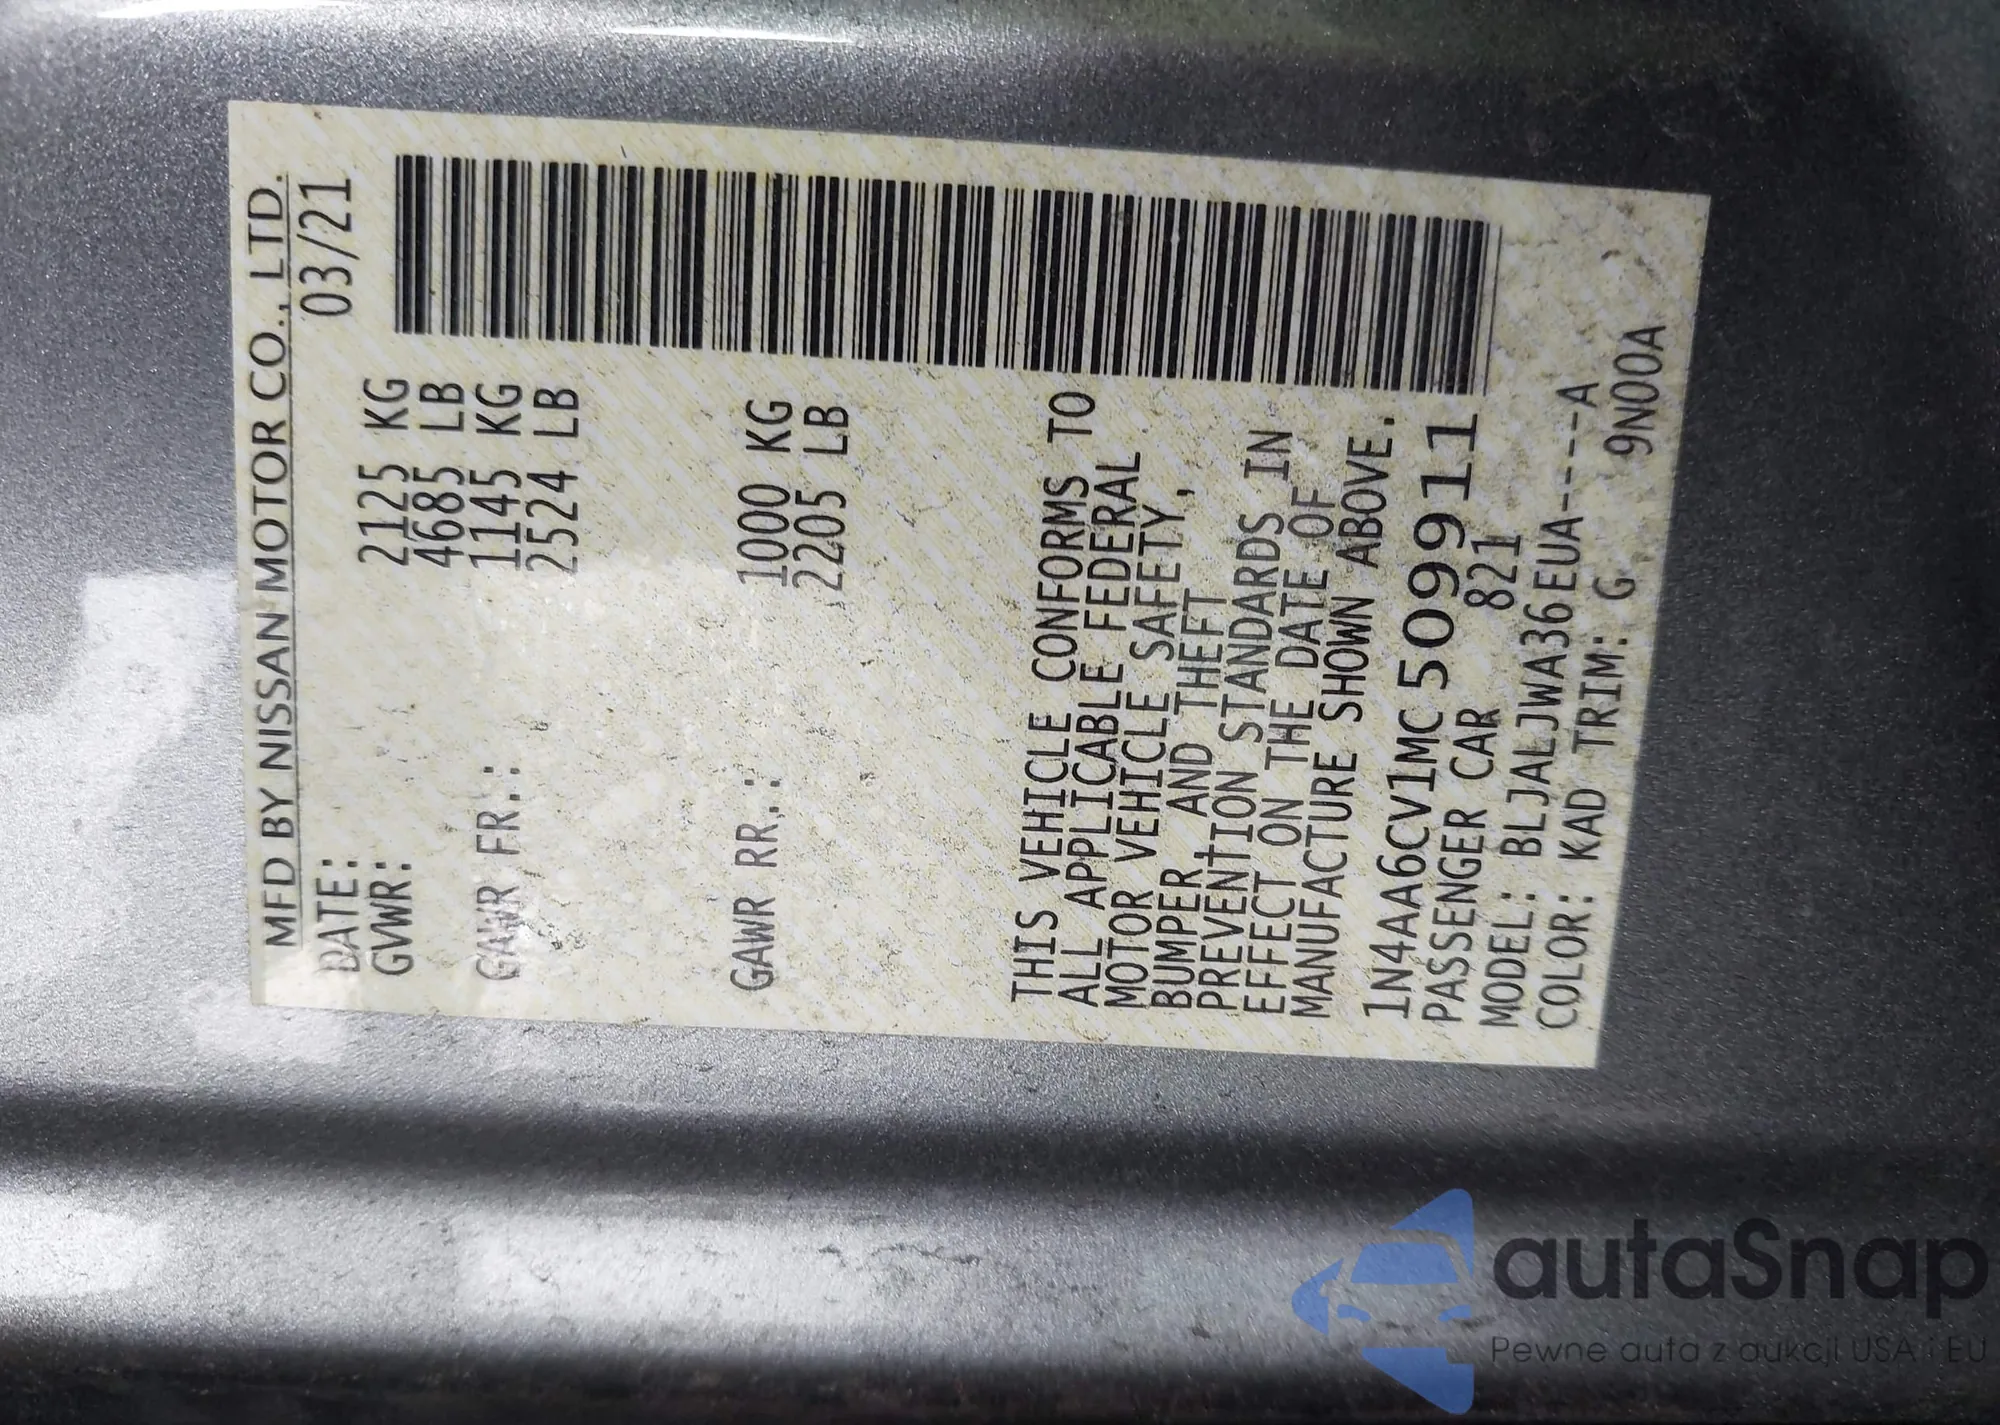 MFD BY NISSAN MOTOR CO., LTD.
DATE: 03/21
GVWR: 2125 KG
4685 LB
GAWR FR.: 1145 KG
2524 LB
GAWR RR.: 1000 KG
2205 LB
THIS VEHICLE CONFORMS TO
ALL APPLICABLE FEDERAL
MOTOR VEHICLE SAFETY,
BUMPER AND THEFT
PREVENTION STANDARDS IN
EFFECT ON THE DATE OF
MANUFACTURE SHOWN ABOVE.
1N4AA6CV1MC509911
PASSENGER CAR 821
MODEL: BLJALJWA36EUA-----A
COLOR: KAD TRIM: G 9N00A
autaSnap
Pewne auta z aukcji USA i EU